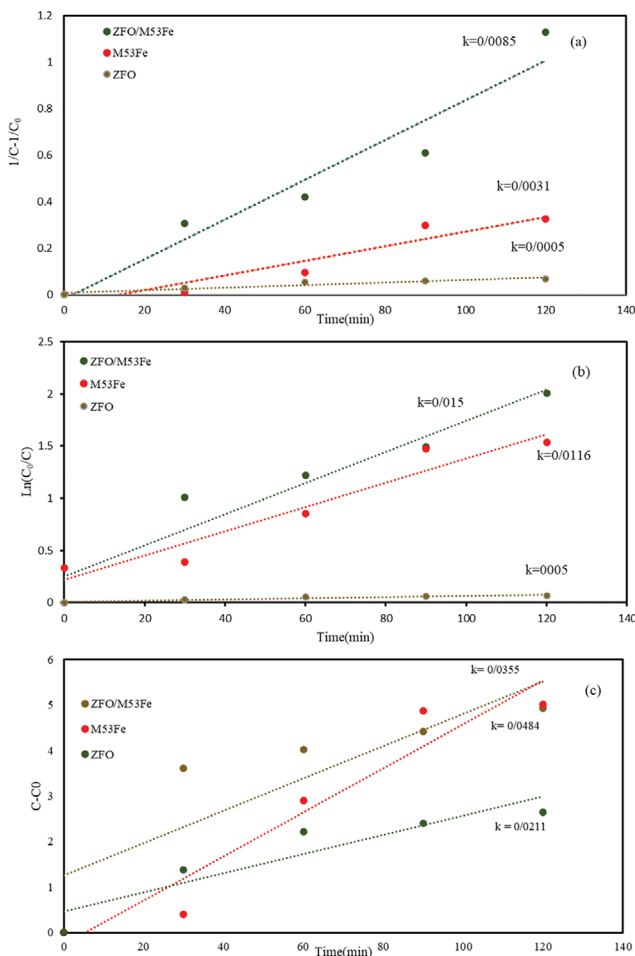 1.2
1
0.8
0.6
0.4
0.2
0
1/C-1/C0
ZFO/M53Fe
M53Fe
ZFO
k=0/0085
(a)
k=0/0031
k=0/0005
0 20 40 60 80 100 120 140
Time(min)
2.5
2
1.5
1
0.5
0
Ln(C0/C)
ZFO/M53Fe
M53Fe
ZFO
(b)
k=0/015
k=0/0116
k=0005
0 20 40 60 80 100 120 140
Time(min)
6
5
4
3
2
1
0
C-C0
ZFO/M53Fe
M53Fe
ZFO
k= 0/0355
(c)
k= 0/0484
k = 0/0211
0 20 40 60 80 100 120 140
Time(min)